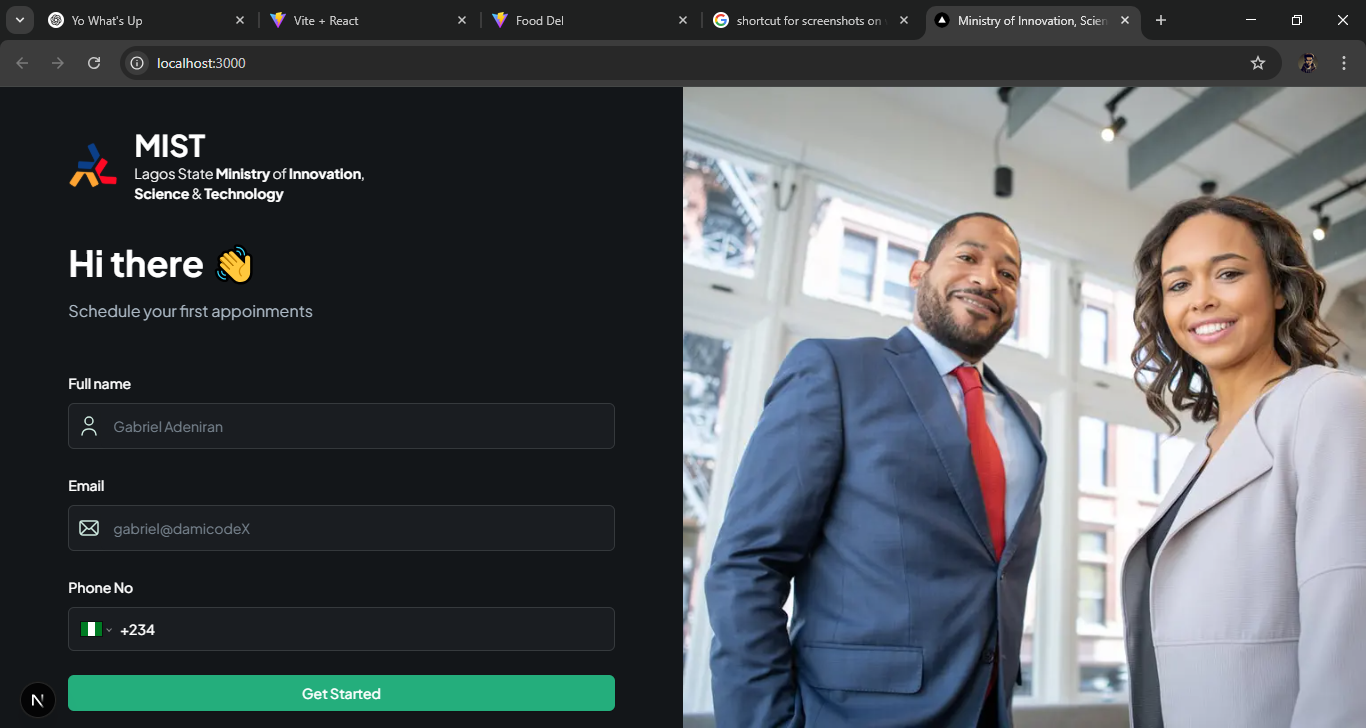 Yo What's Up
Vite + React
Food Del
shortcut for screenshots on
Ministry of Innovation, Scien
localhost:3000
MIST
Lagos State Ministry of Innovation,
Science & Technology
Hi there 👋
Schedule your first appoinments
Full name
Gabriel Adeniran
Email
gabriel@damicodeX
Phone No
+234
N
Get Started